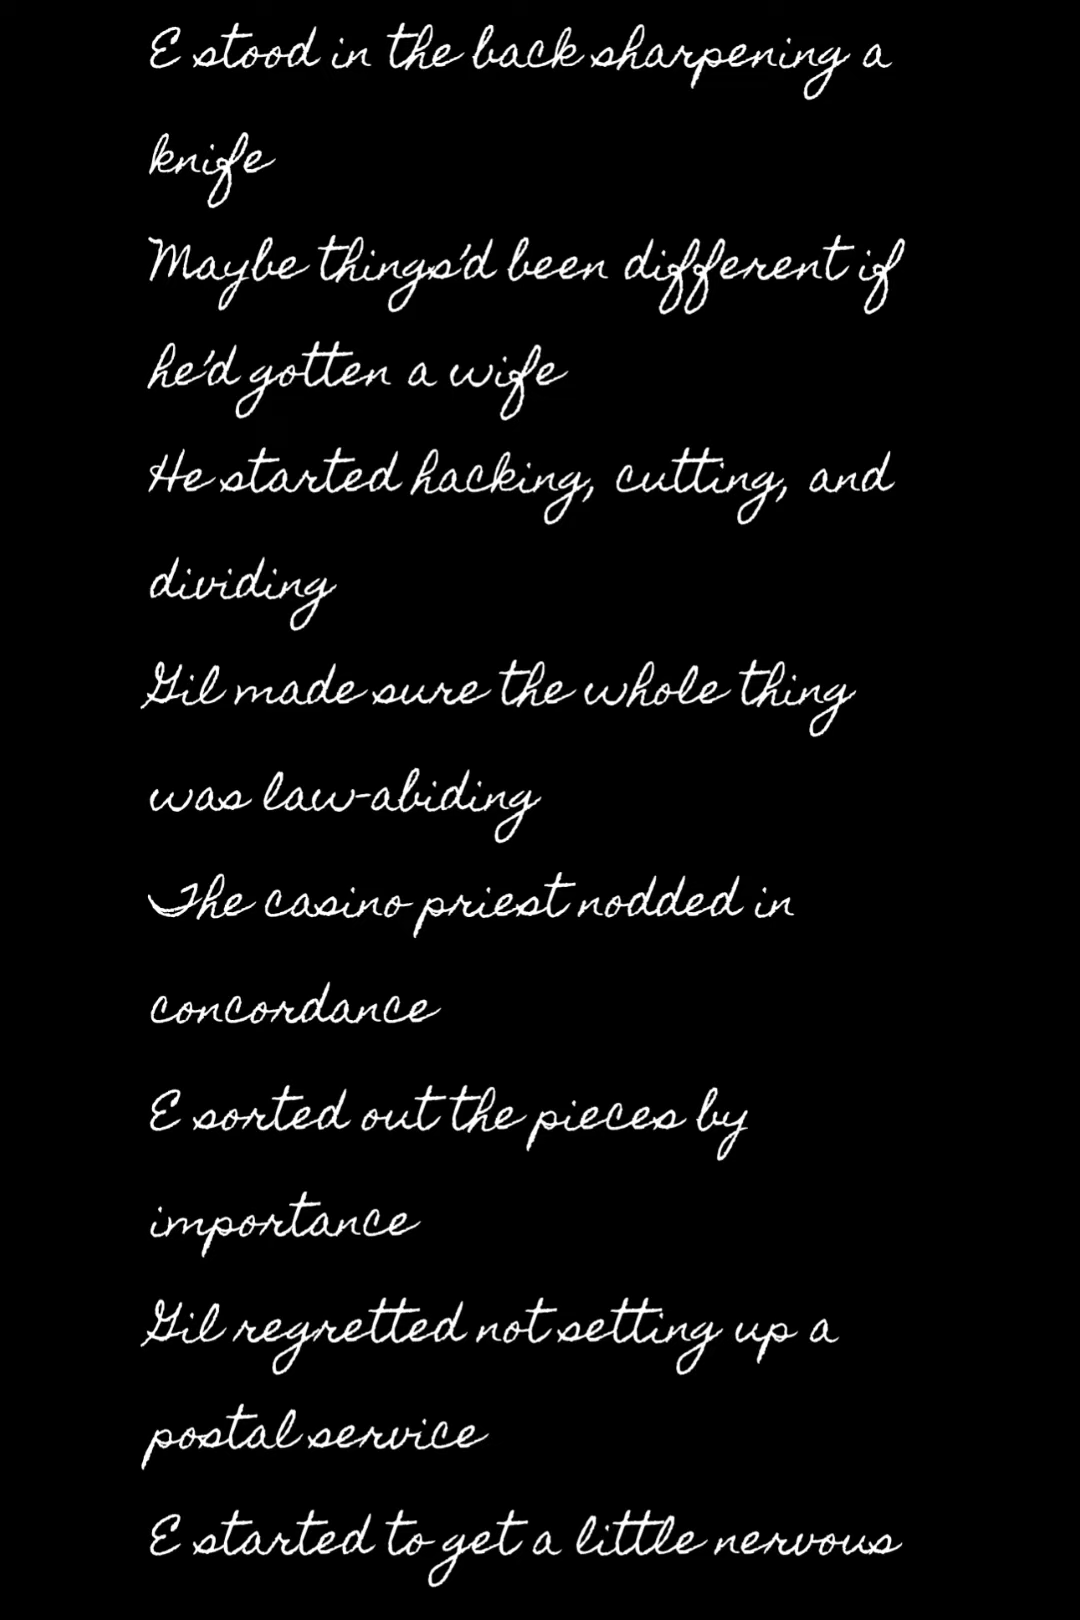 E stood in the back sharpening a
knife
Maybe things'd been different if
he'd gotten a wife
He started hacking, cutting, and
dividing
Gil made sure the whole thing
was law-abiding
The casino priest nodded in
concordance
E sorted out the pieces by
importance
Gil regretted not setting up a
postal service
E started to get a little nervous